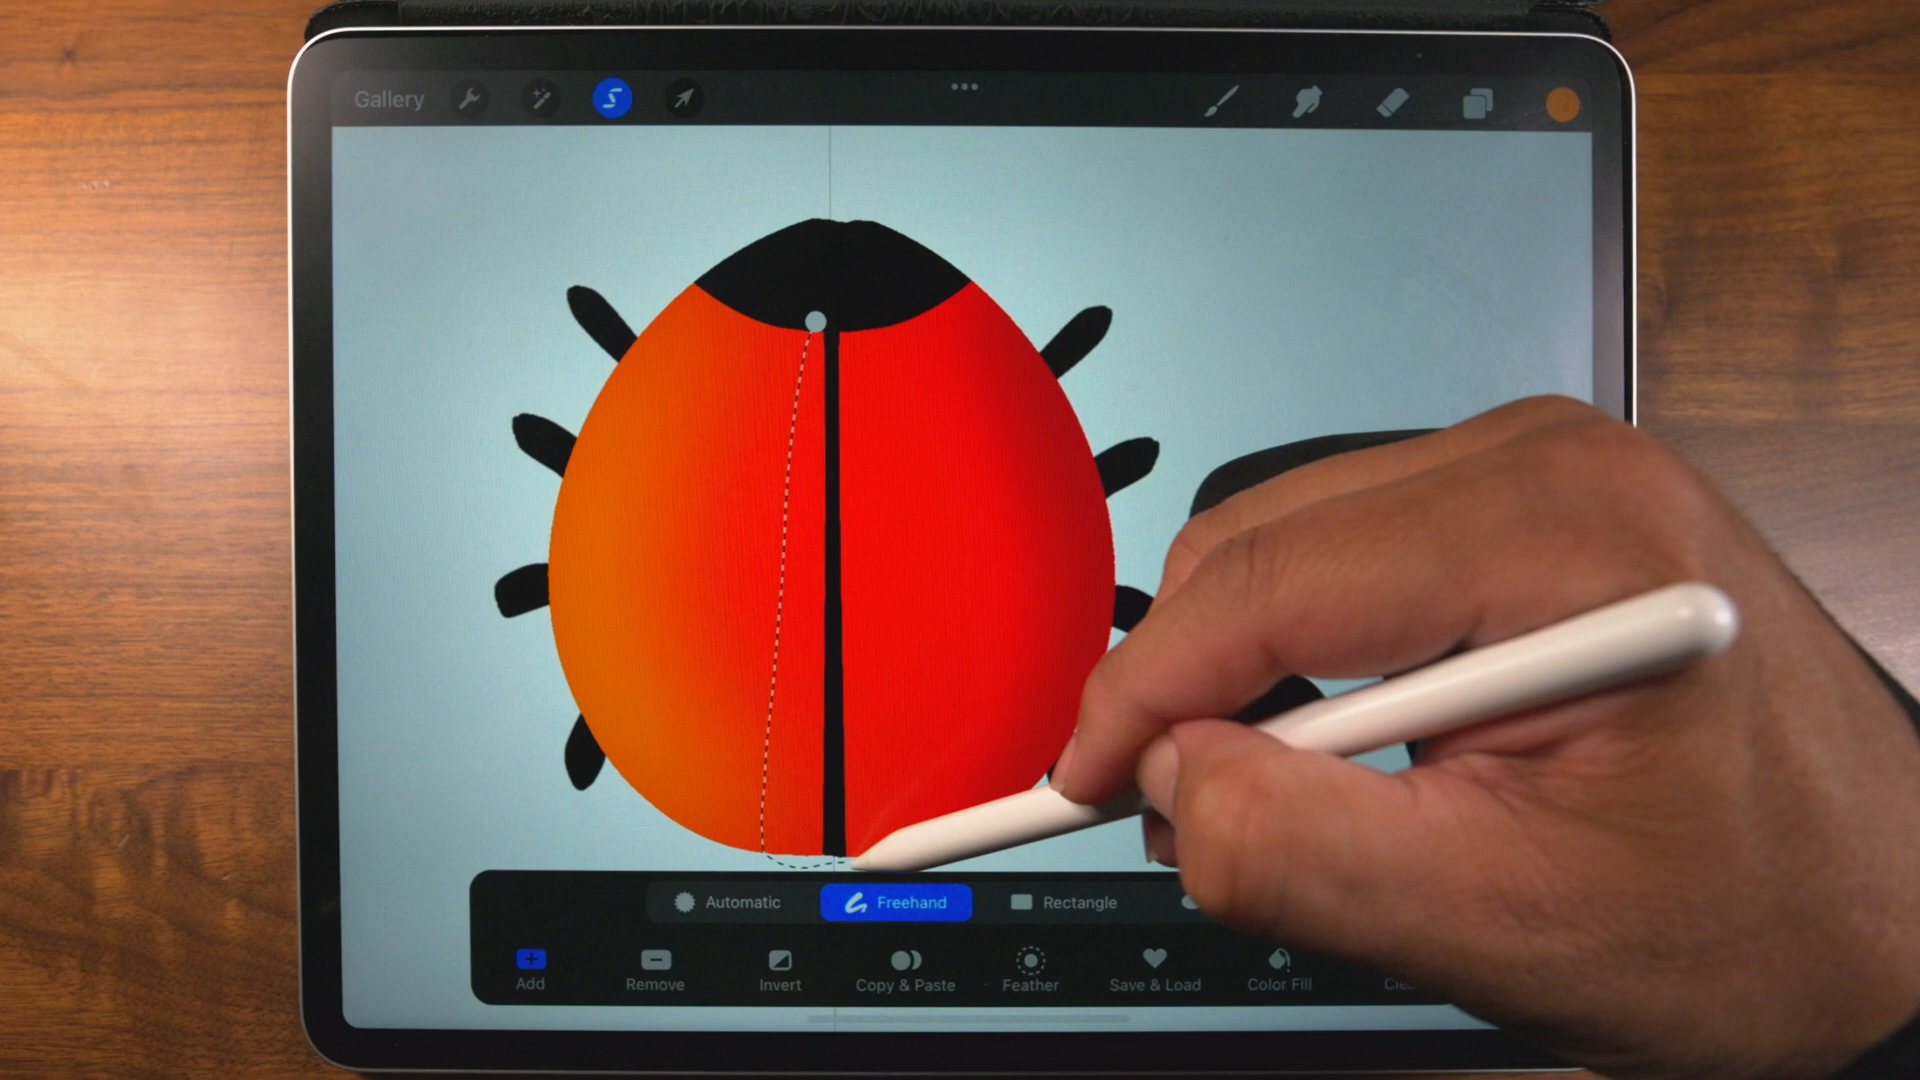 Gallery
Automatic Freehand Rectangle
Add Remove Invert Copy & Paste Feather Save & Load Color Fill